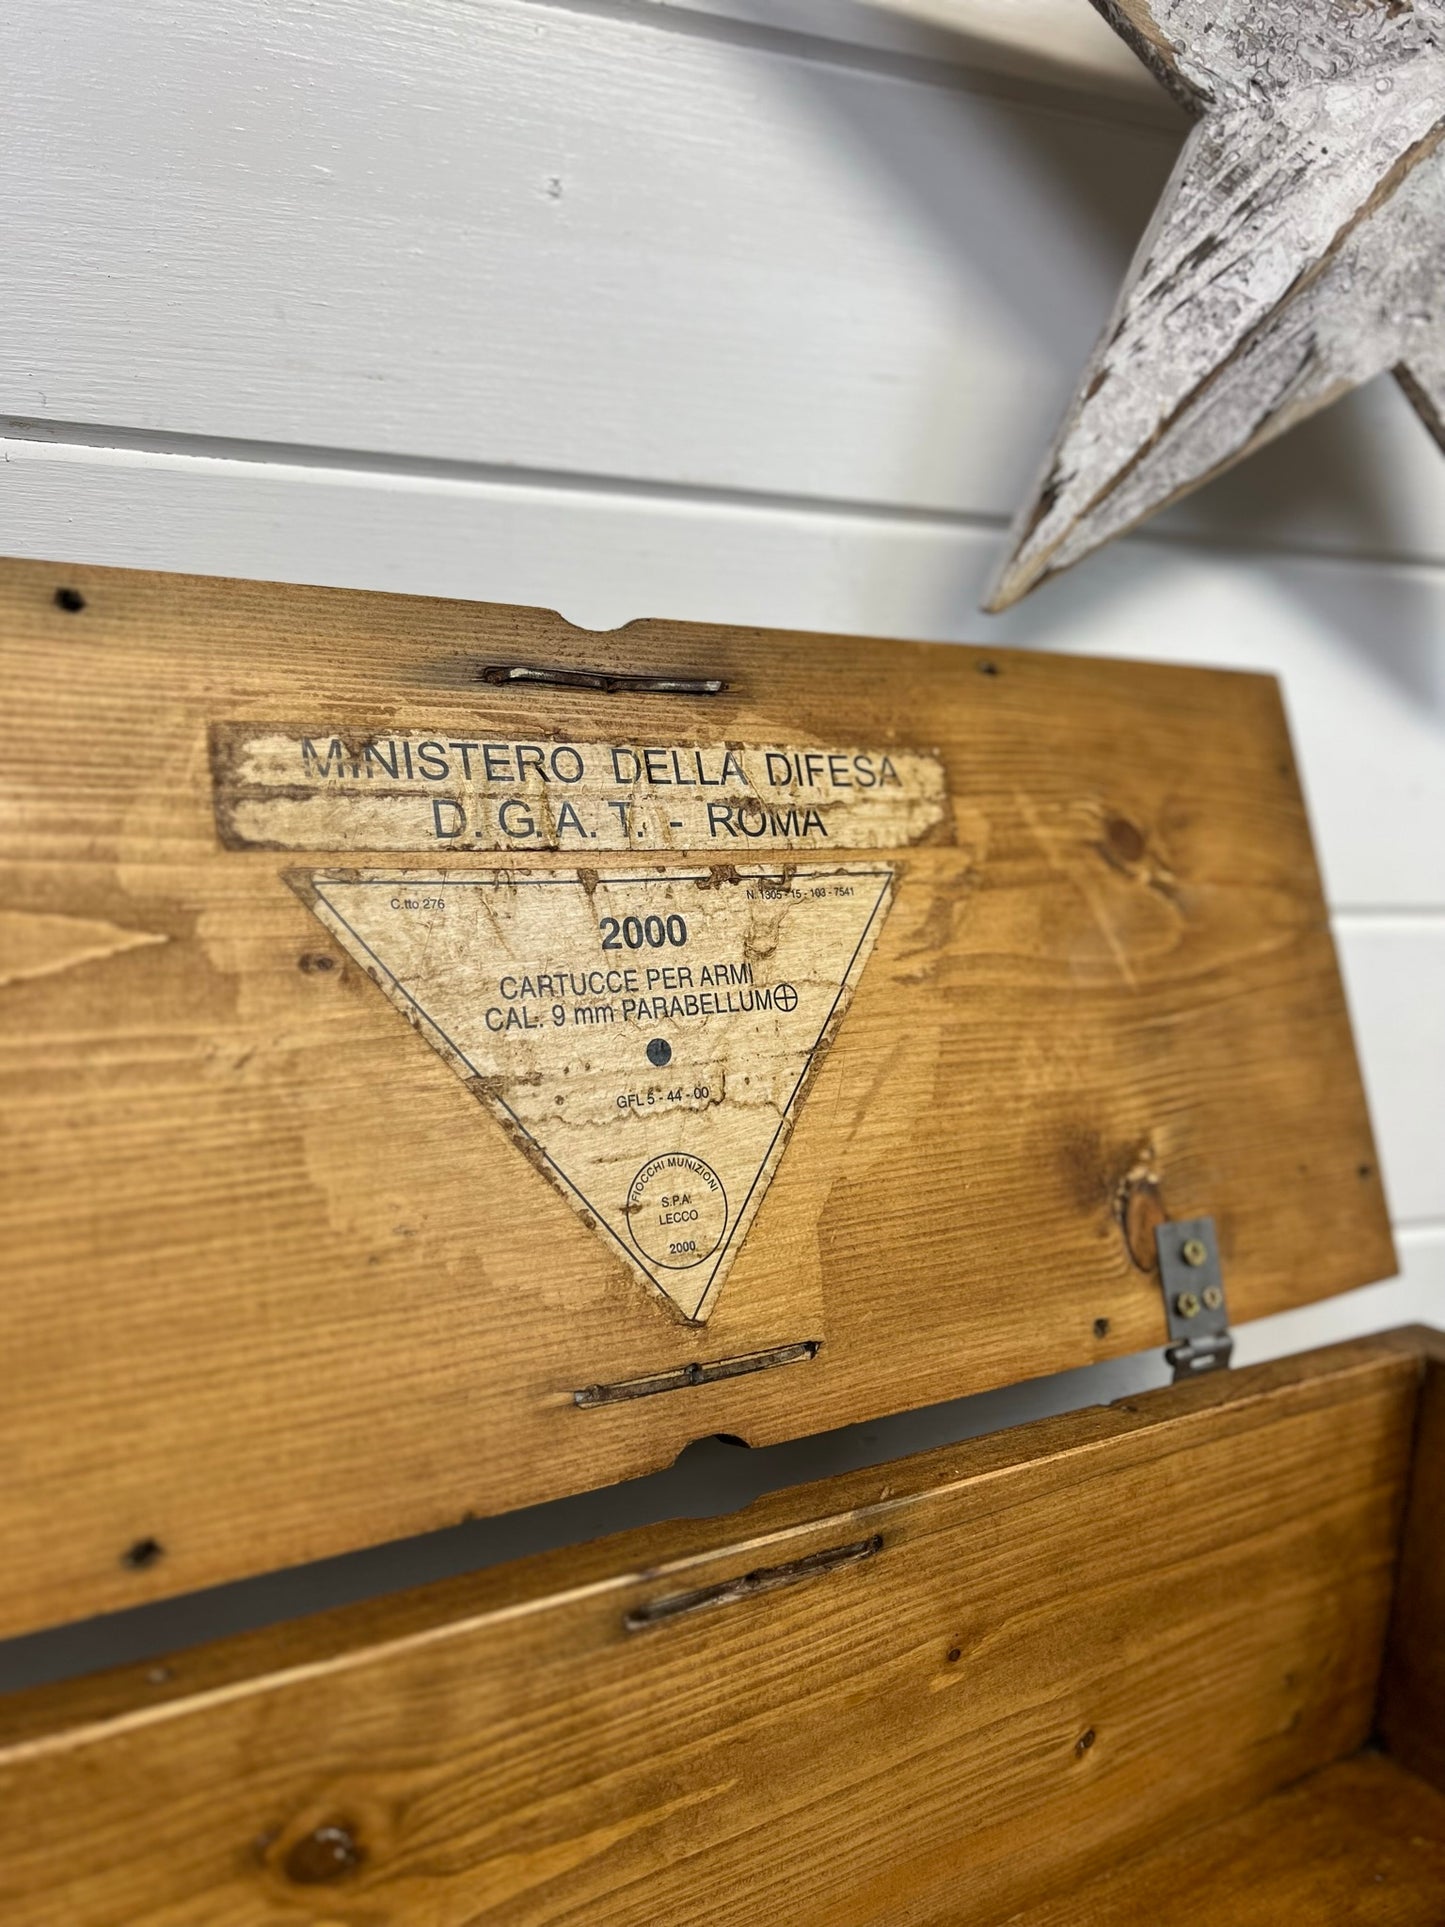 MINISTERO DELLA DIFESA
D.G.A.T. - ROMA
C.tto 276
N. 1305 - 15 - 103 - 7541
2000
CARTUCCE PER ARMI
CAL. 9 mm PARABELLUM⊕
GFL 5 - 44 - 00
FIOCCHI MUNIZIONI
S.P.A.
LECCO
2000